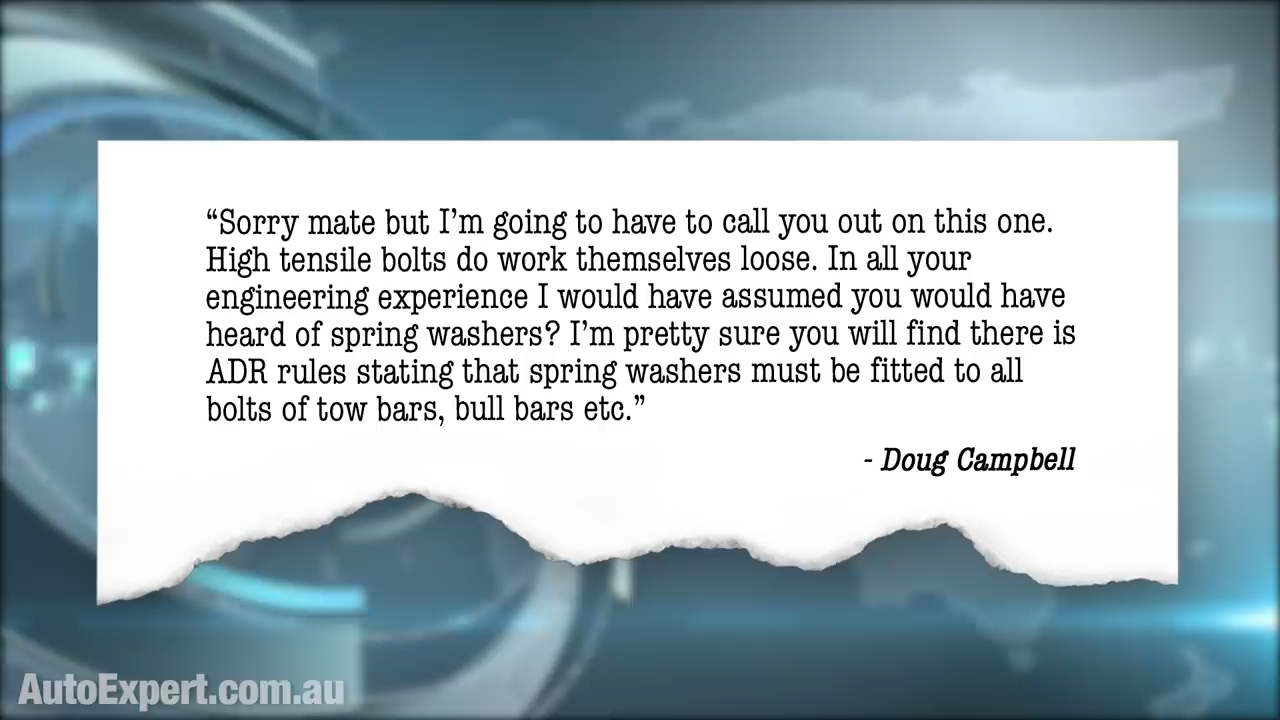 “Sorry mate but I’m going to have to call you out on this one.
High tensile bolts do work themselves loose. In all your
engineering experience I would have assumed you would have
heard of spring washers? I’m pretty sure you will find there is
ADR rules stating that spring washers must be fitted to all
bolts of tow bars, bull bars etc.”
- Doug Campbell
AutoExpert.com.au